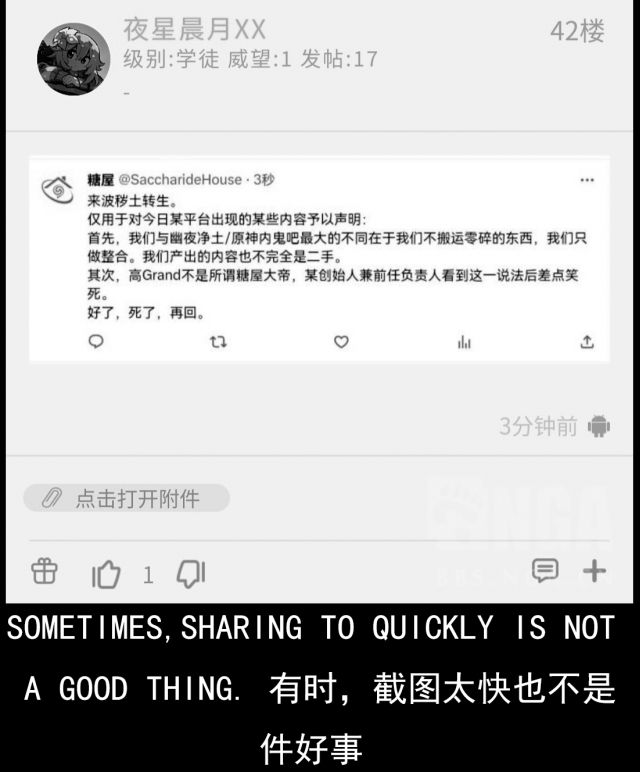 夜星晨月XX
42楼
级别:学徒 威望:1 发帖:17
-
糖屋 @SaccharideHouse · 3秒
来波秽土转生。
仅用于对今日某平台出现的某些内容予以声明:
首先，我们与幽夜净土/原神内鬼吧最大的不同在于我们不搬运零碎的东西，我们只
做整合。我们产出的内容也不完全是二手。
其次，高Grand不是所谓糖屋大帝，某创始人兼前任负责人看到这一说法后差点笑
死。
好了，死了，再回。
3分钟前
点击打开附件
NGA
1
SOMETIMES,SHARING TO QUICKLY IS NOT
A GOOD THING. 有时，截图太快也不是
件好事